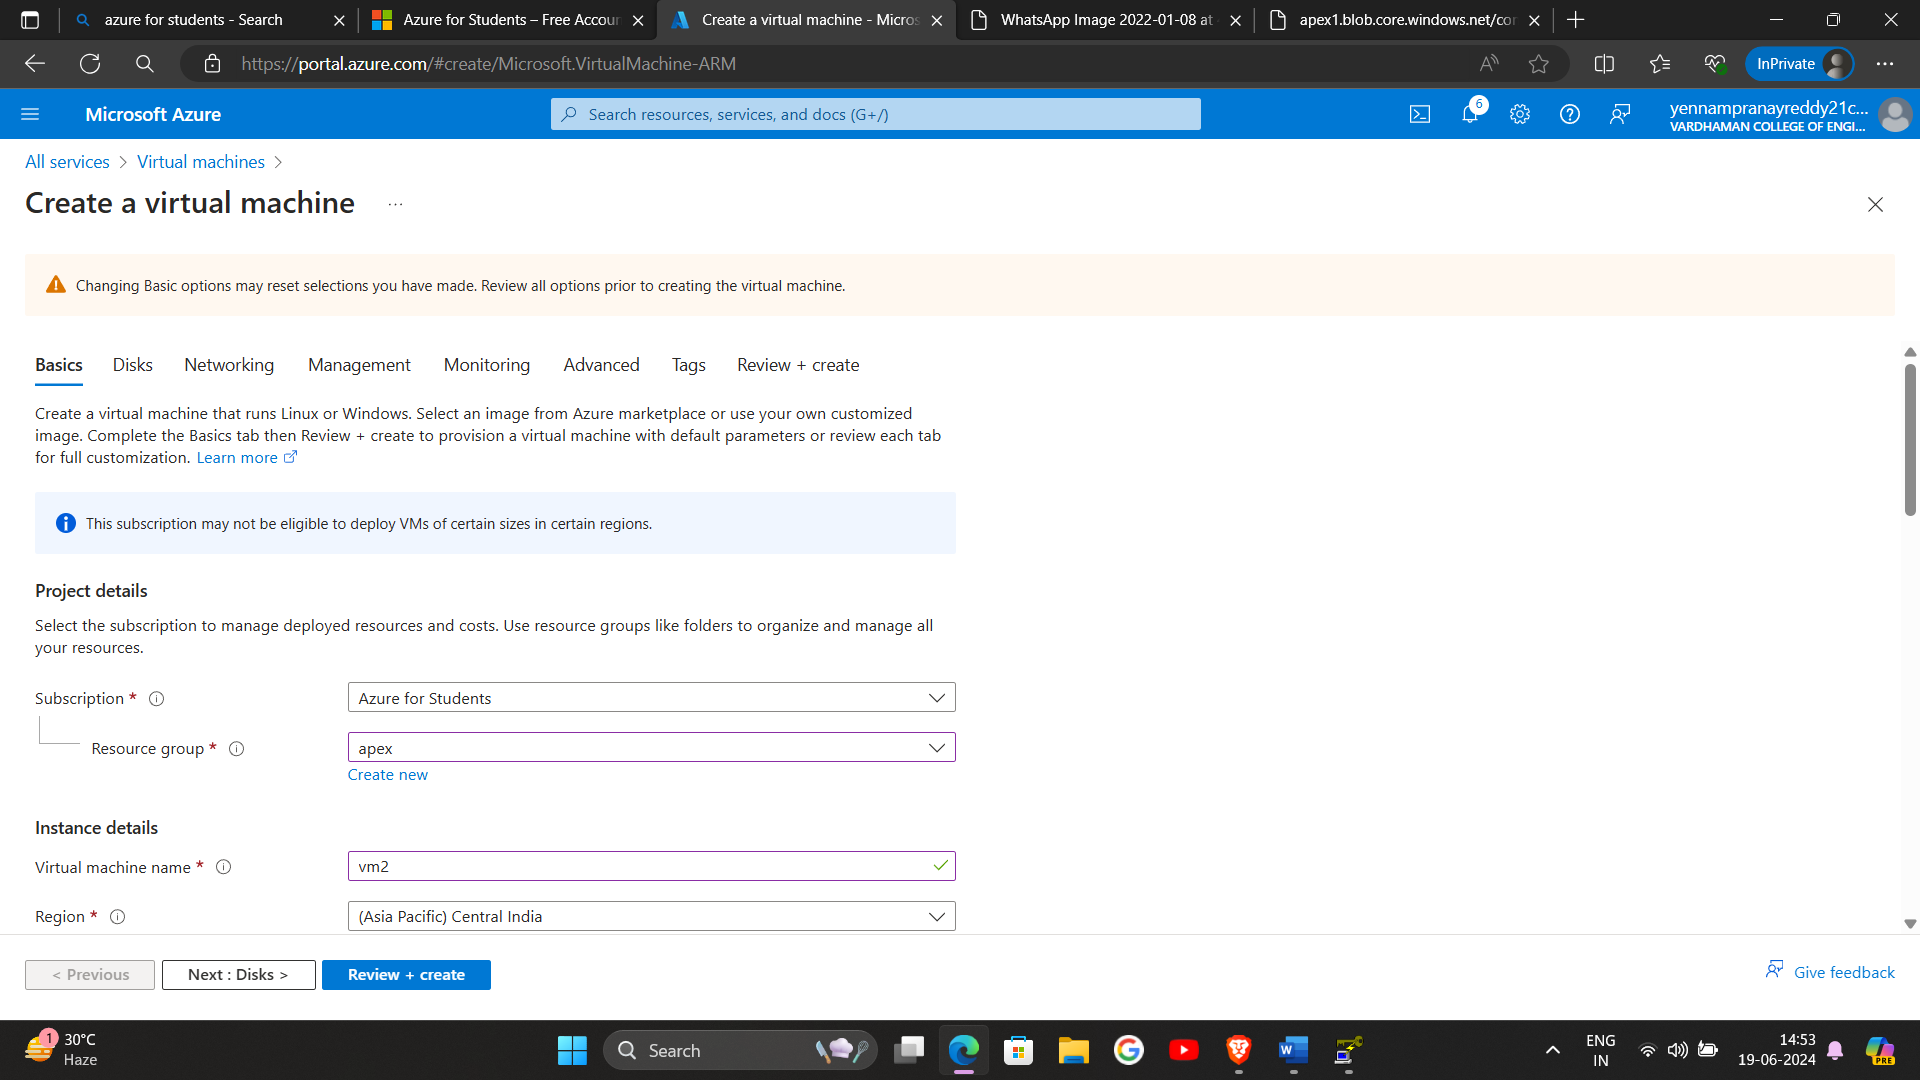 azure for students - Search
Azure for Students – Free Accoun
Create a virtual machine - Micros
WhatsApp Image 2022-01-08 at
apex1.blob.core.windows.net/cor
https://portal.azure.com/#create/Microsoft.VirtualMachine-ARM
InPrivate
Microsoft Azure
Search resources, services, and docs (G+/)
6
yennampranayreddy21c...
VARDHAMAN COLLEGE OF ENGI...
All services > Virtual machines >
Create a virtual machine ...
Changing Basic options may reset selections you have made. Review all options prior to creating the virtual machine.
Basics Disks Networking Management Monitoring Advanced Tags Review + create
Create a virtual machine that runs Linux or Windows. Select an image from Azure marketplace or use your own customized
image. Complete the Basics tab then Review + create to provision a virtual machine with default parameters or review each tab
for full customization. Learn more
This subscription may not be eligible to deploy VMs of certain sizes in certain regions.
Project details
Select the subscription to manage deployed resources and costs. Use resource groups like folders to organize and manage all
your resources.
Subscription *
Azure for Students
Resource group *
apex
Create new
Instance details
Virtual machine name *
vm2
Region *
(Asia Pacific) Central India
< Previous
Next : Disks >
Review + create
Give feedback
1
30°C
Haze
Search
ENG
IN
14:53
19-06-2024
PRE